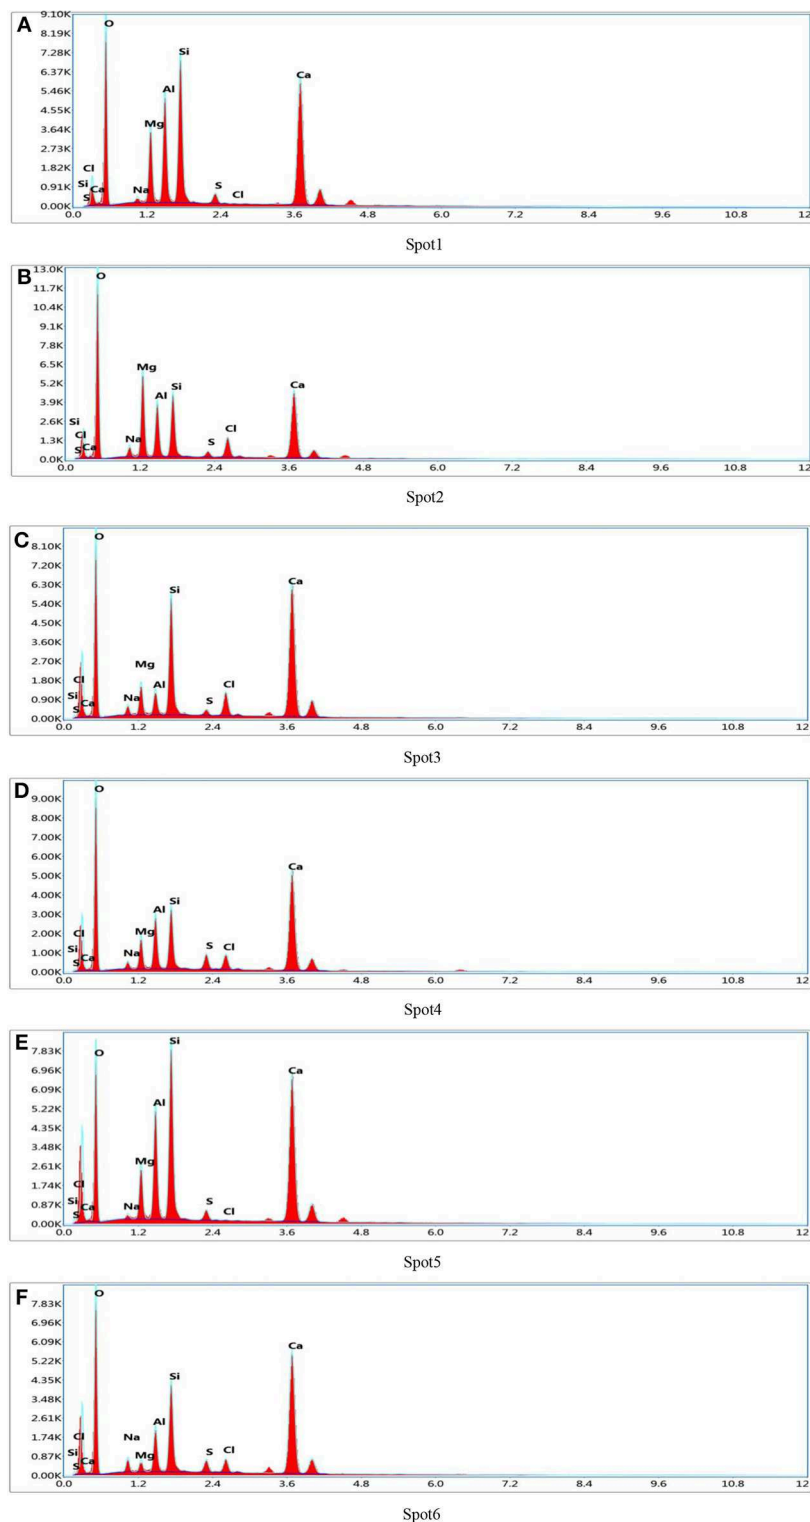 A
9.10K
O
8.19K
7.28K
Si
6.37K
Ca
5.46K
Al
4.55K
3.64K
Mg
2.73K
1.82K
Cl
Si
0.91K
Ca
Na
S
S
Cl
0.00K
0.0 1.2 2.4 3.6 4.8 6.0 7.2 8.4 9.6 10.8 12
Spot1
B
13.0K
O
11.7K
10.4K
9.1K
7.8K
6.5K
Mg
5.2K
Si
Ca
3.9K
Al
2.6K
Si
Cl
Cl
1.3K
Na
S
Ca
S
0.0K
0.0 1.2 2.4 3.6 4.8 6.0 7.2 8.4 9.6 10.8 12
Spot2
C
O
8.10K
7.20K
6.30K
Ca
5.40K
Si
4.50K
3.60K
2.70K
Mg
1.80K
Cl
Al
Cl
0.90K
Si
Na
Ca
S
S
0.00K
0.0 1.2 2.4 3.6 4.8 6.0 7.2 8.4 9.6 10.8 12
Spot3
D
O
9.00K
8.00K
7.00K
6.00K
5.00K
Ca
4.00K
3.00K
Al
Si
2.00K
Cl
Mg
1.00K
Si
Na
S
Cl
Ca
S
0.00K
0.0 1.2 2.4 3.6 4.8 6.0 7.2 8.4 9.6 10.8 12
Spot4
E
Si
7.83K
O
6.96K
Ca
6.09K
5.22K
Al
4.35K
3.48K
2.61K
Mg
1.74K
Cl
0.87K
Si
Na
S
Ca
Cl
S
0.00K
0.0 1.2 2.4 3.6 4.8 6.0 7.2 8.4 9.6 10.8 12
Spot5
F
O
7.83K
6.96K
6.09K
Ca
5.22K
4.35K
Si
3.48K
2.61K
Al
1.74K
Cl
Na
0.87K
Si
Mg
S
Cl
Ca
S
0.00K
0.0 1.2 2.4 3.6 4.8 6.0 7.2 8.4 9.6 10.8 12
Spot6